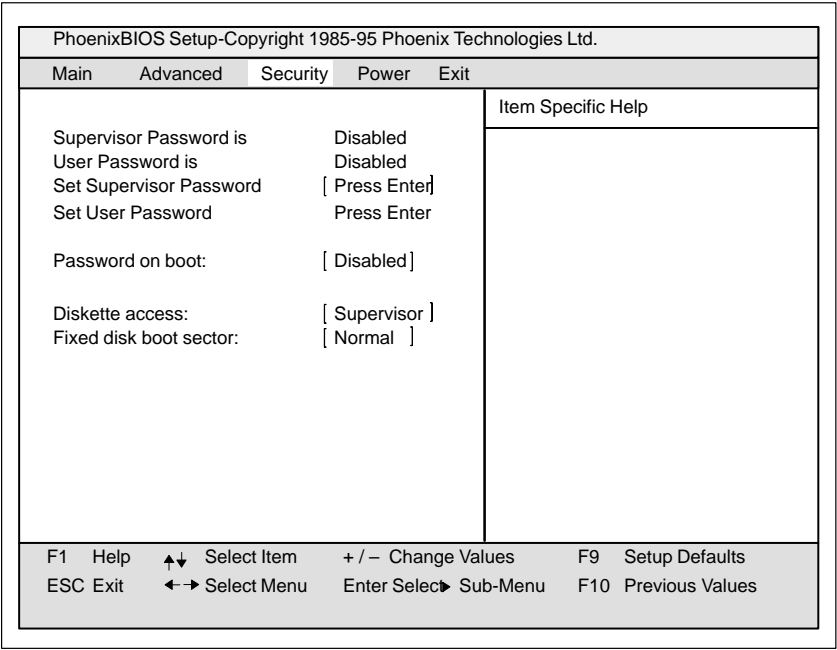 PhoenixBIOS Setup-Copyright 1985-95 Phoenix Technologies Ltd.
Main Advanced Security Power Exit
Item Specific Help
Supervisor Password is Disabled
User Password is Disabled
Set Supervisor Password [ Press Enter]
Set User Password Press Enter
Password on boot: [ Disabled ]
Diskette access: [ Supervisor ]
Fixed disk boot sector: [ Normal ]
F1 Help ↑↓ Select Item + / – Change Values F9 Setup Defaults
ESC Exit ←→ Select Menu Enter Select ▶ Sub-Menu F10 Previous Values